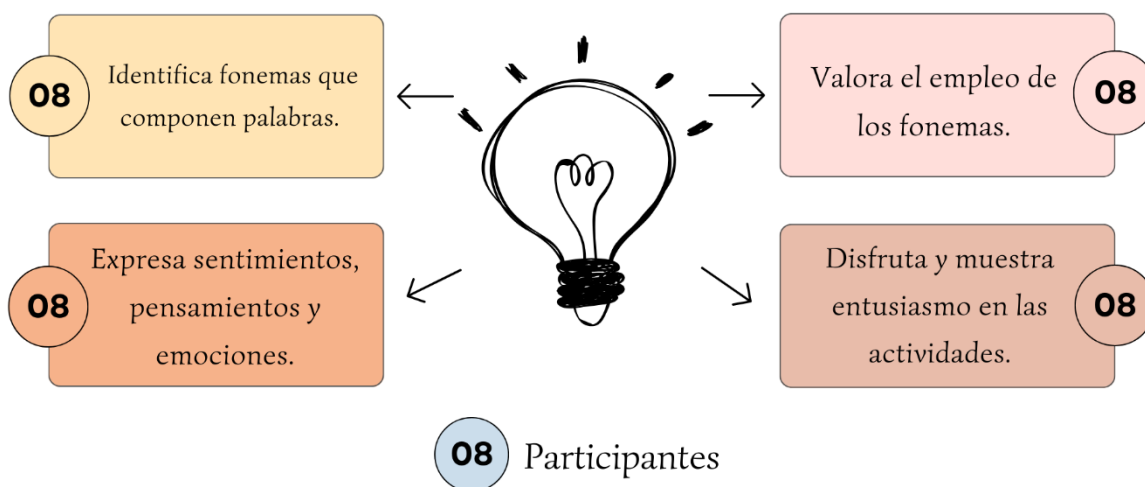 08
Identifica fonemas que
componen palabras.
Valora el empleo de
los fonemas.
08
08
Expresa sentimientos,
pensamientos y
emociones.
Disfruta y muestra
entusiasmo en las
actividades.
08
08 Participantes